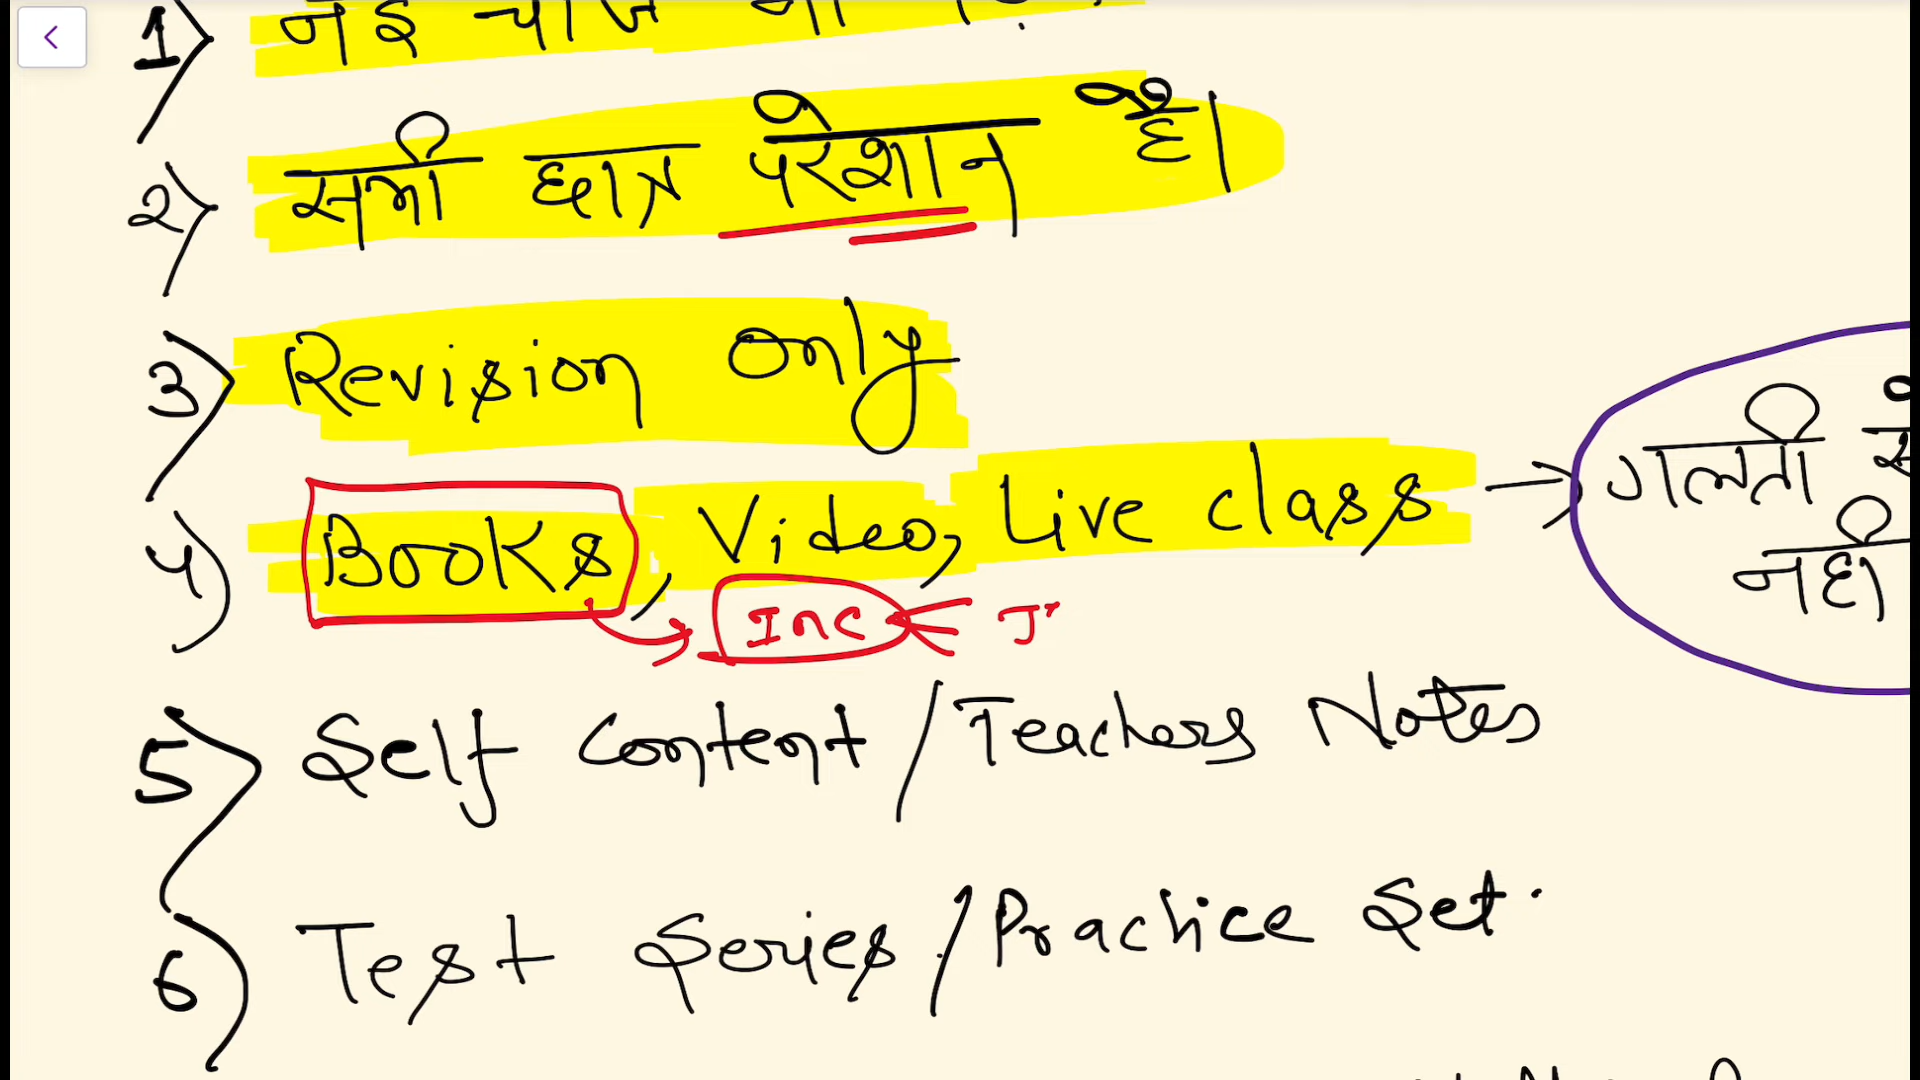 1) नई चीज
2) सभी छात्र परेशान है।
3) Revision only
4) Books, Video, Live class → गलती
नही
Inc
5) Self content / Teachers Notes
6) Test Series / Practice Set.